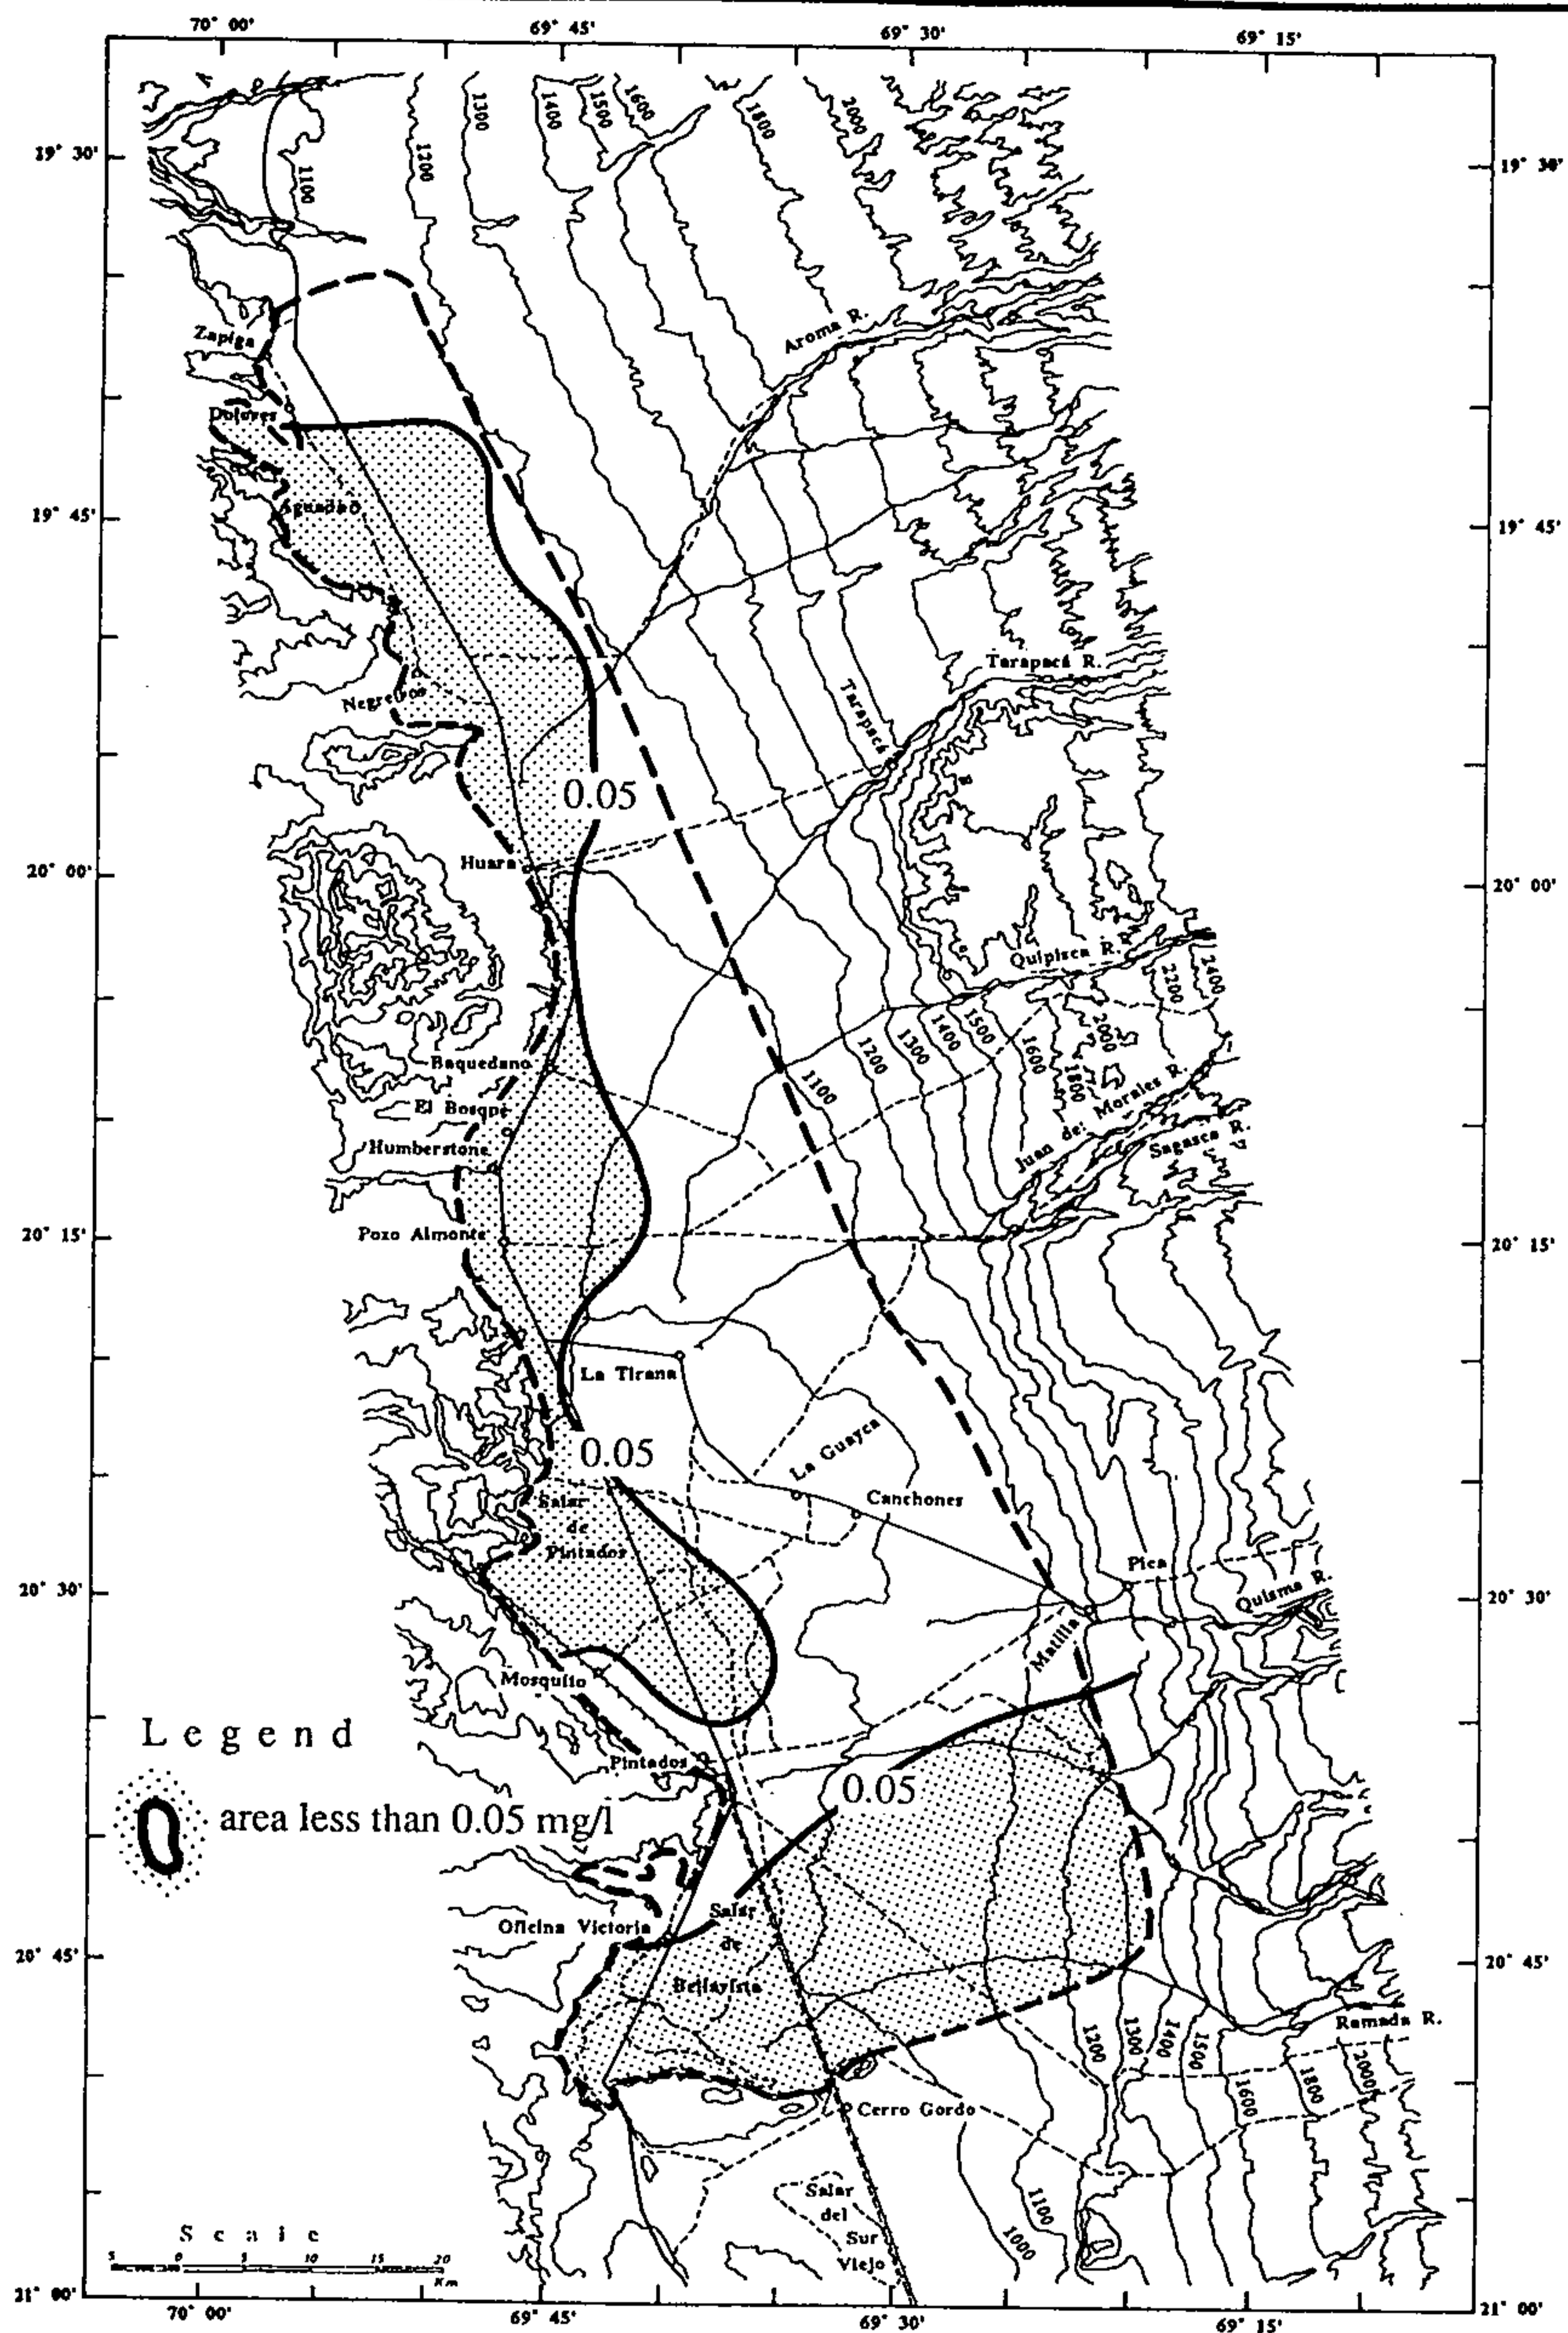 70° 00'
69° 45'
69° 30'
69° 15'
19° 30'
19° 30'
1100
1200
1300
1400
1500
1600
1800
2000
Zapiga
Aroma R.
Dolores
19° 45'
19° 45'
Negreiros
Tarapacá R.
Tarapacá
0.05
Huara
20° 00'
20° 00'
Quipisca R.
2200
2400
Baquedano
1100
1200
1300
1400
1500
1600
1800
2000
El Bosque
Humberstone
Juan de Morales R.
Sagasca R.
Pozo Almonte
20° 15'
20° 15'
La Tirana
0.05
La Guayca
Canchones
Salar
de
Pintados
Pica
20° 30'
20° 30'
Quisma R.
Matilla
Mosquito
Legend
Pintados
0.05
area less than 0.05 mg/l
Oficina Victoria
Salar
de
Bellavista
20° 45'
20° 45'
Ramada R.
1200
1300
1400
1500
1600
1800
2000
Cerro Gordo
Salar
del
Sur
Viejo
1000
1100
Scale
5 0 5 10 15 20
Km
21° 00'
21° 00'
70° 00'
69° 45'
69° 30'
69° 15'